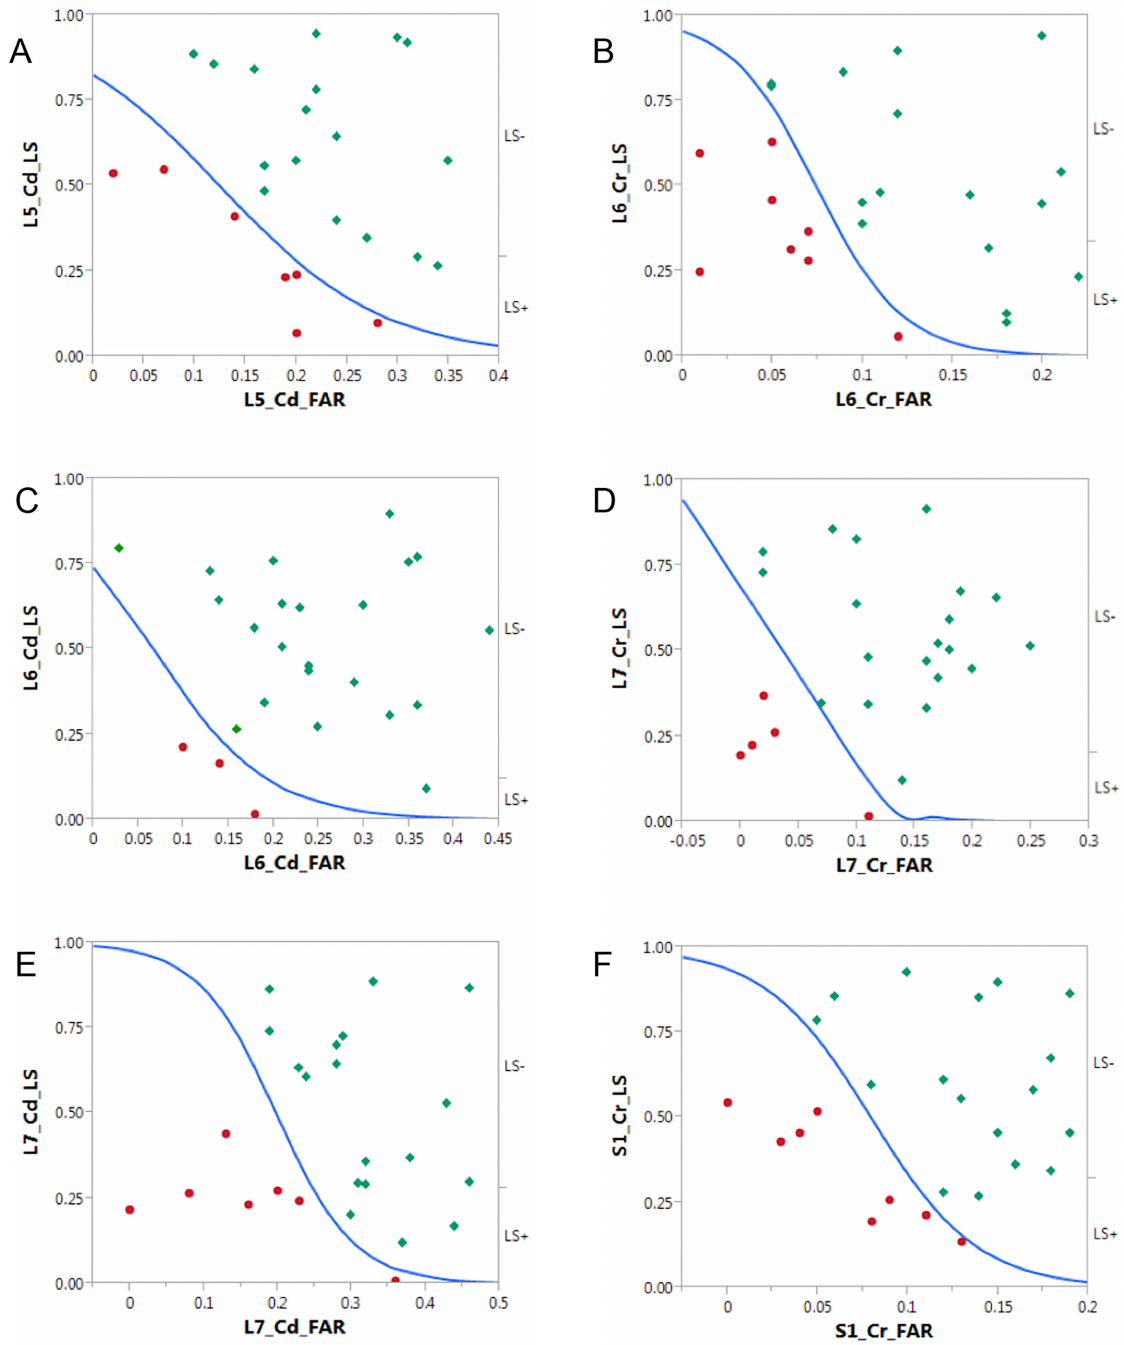 A
1.00
0.75
0.50
0.25
0.00
L5_Cd_LS
LS-
LS+
0 0.05 0.1 0.15 0.2 0.25 0.3 0.35 0.4
L5_Cd_FAR
B
1.00
0.75
0.50
0.25
0.00
L6_Cr_LS
LS-
LS+
0 0.05 0.1 0.15 0.2
L6_Cr_FAR
C
1.00
0.75
0.50
0.25
0.00
L6_Cd_LS
LS-
LS+
0 0.05 0.1 0.15 0.2 0.25 0.3 0.35 0.4 0.45
L6_Cd_FAR
D
1.00
0.75
0.50
0.25
0.00
L7_Cr_LS
LS-
LS+
-0.05 0 0.05 0.1 0.15 0.2 0.25 0.3
L7_Cr_FAR
E
1.00
0.75
0.50
0.25
0.00
L7_Cd_LS
LS-
LS+
0 0.1 0.2 0.3 0.4 0.5
L7_Cd_FAR
F
1.00
0.75
0.50
0.25
0.00
S1_Cr_LS
LS-
LS+
0 0.05 0.1 0.15 0.2
S1_Cr_FAR